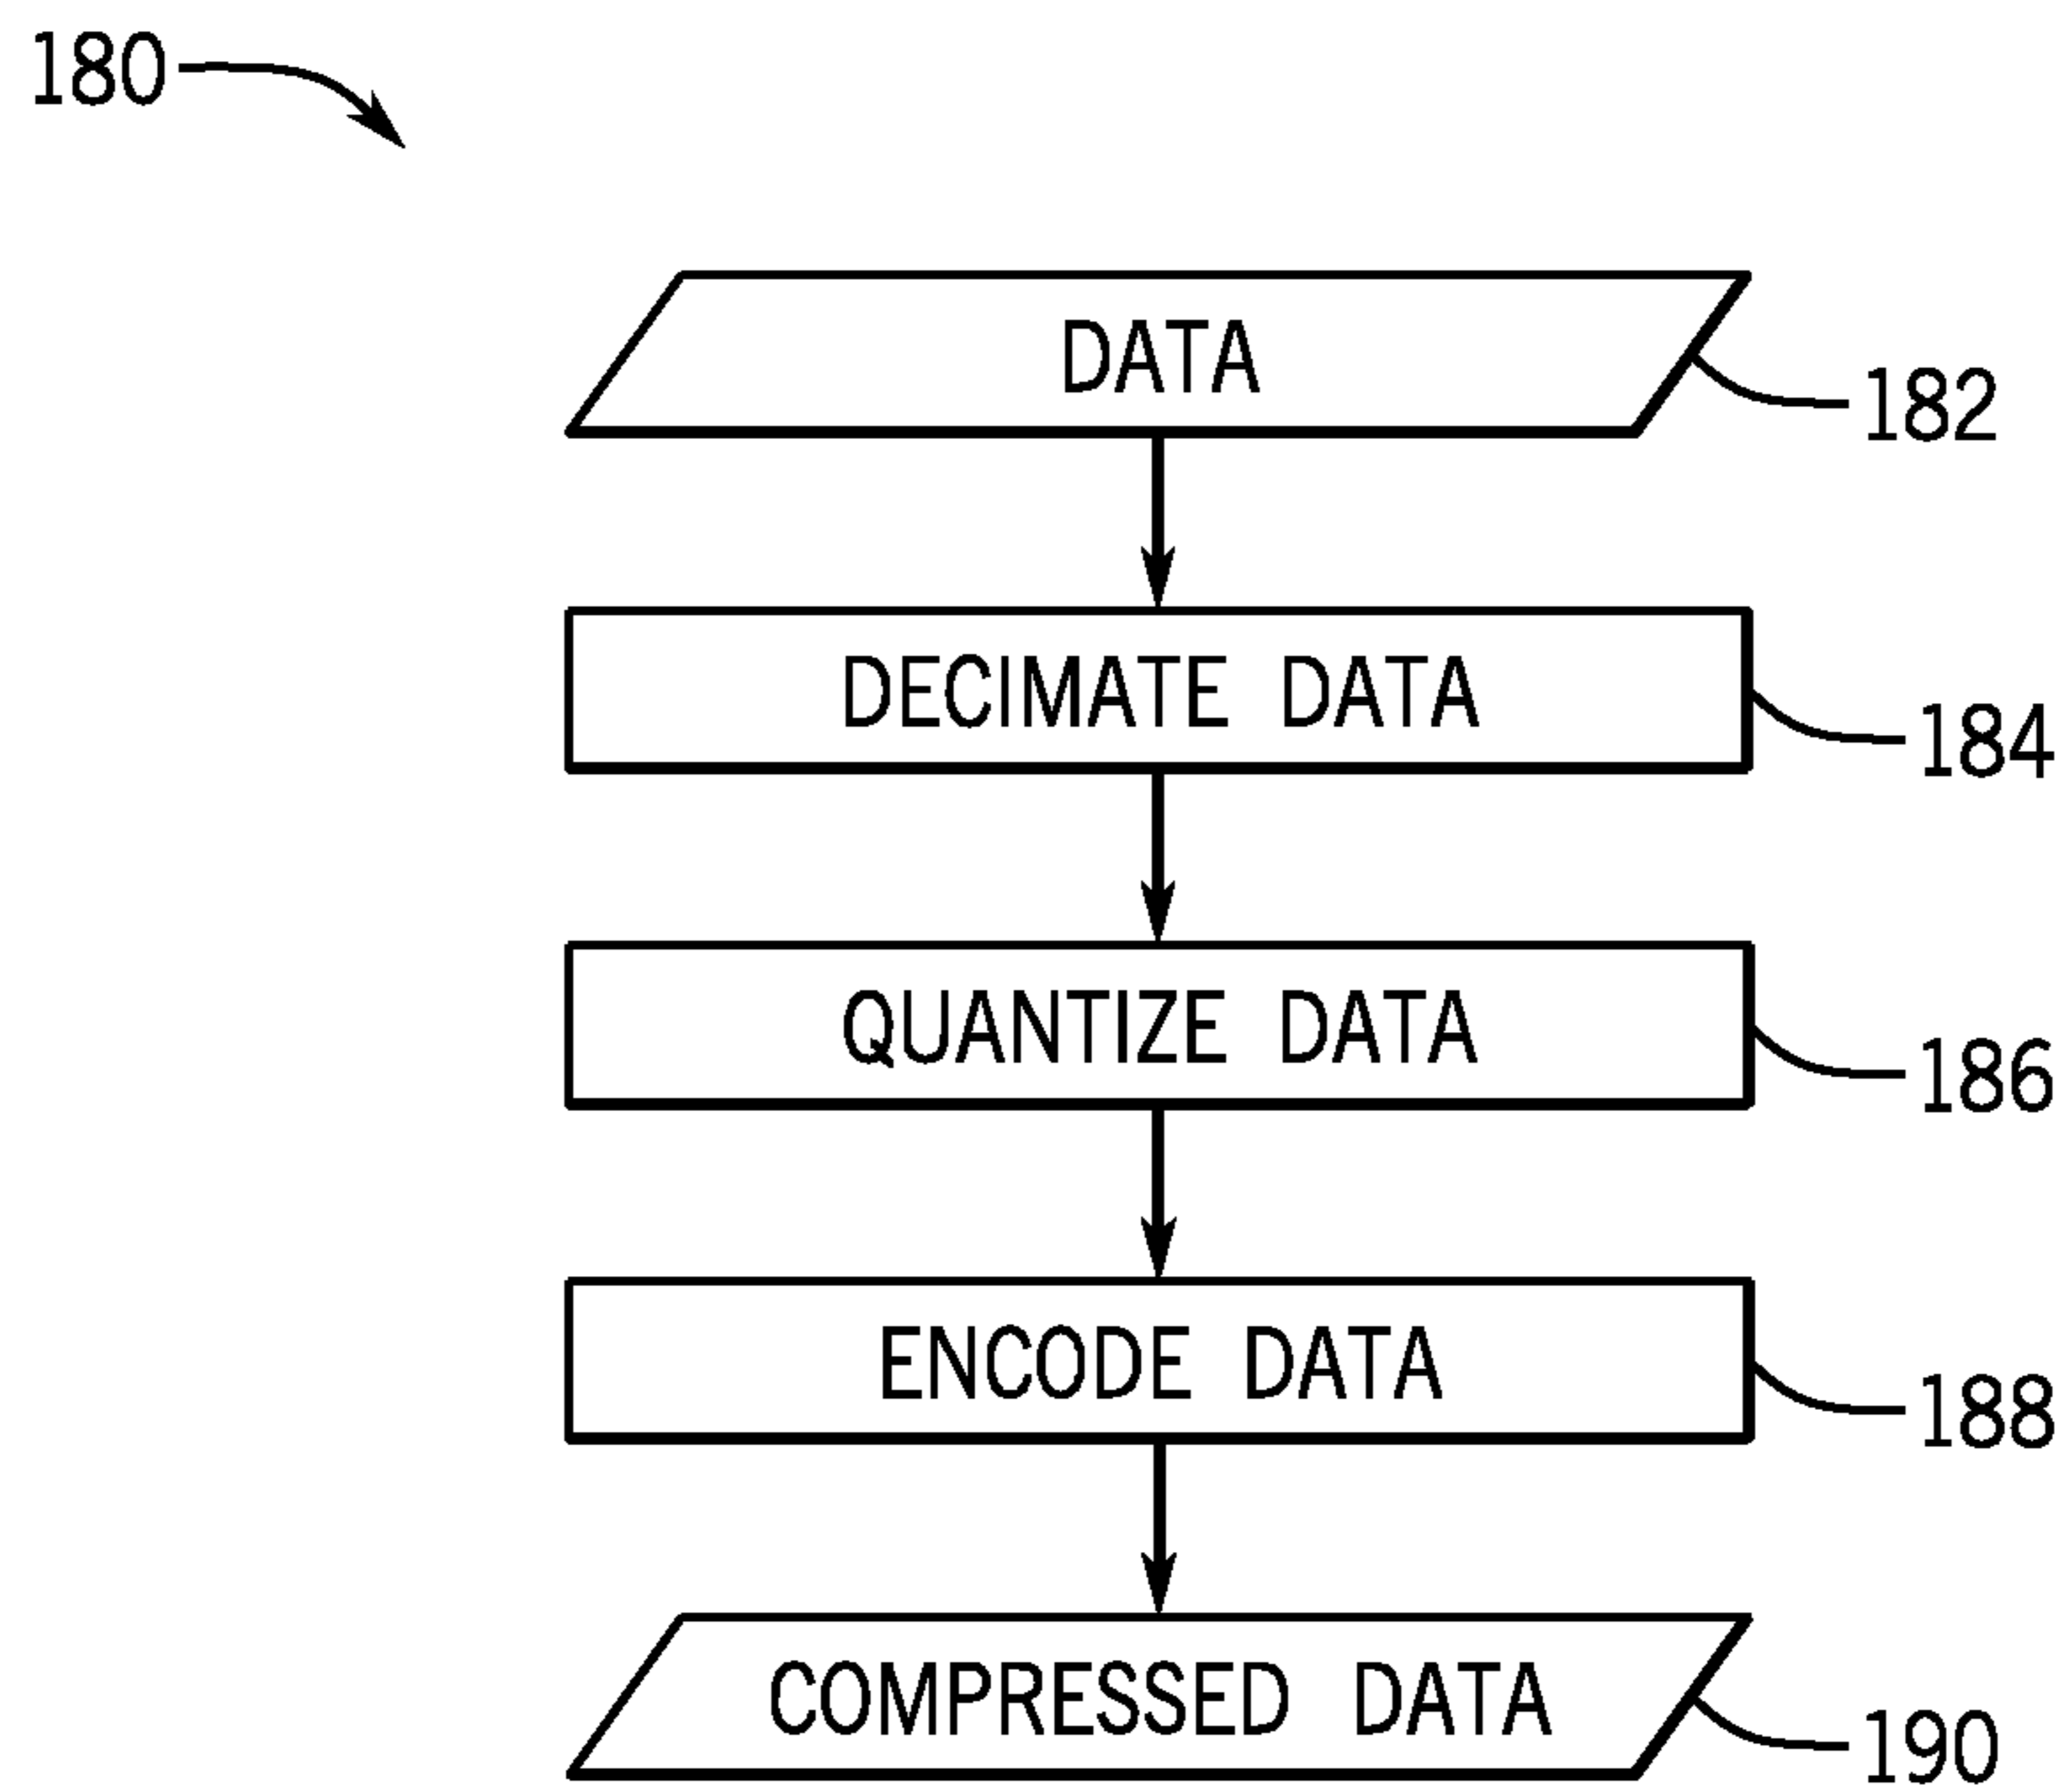 180
DATA
182
DECIMATE DATA
184
QUANTIZE DATA
186
ENCODE DATA
188
COMPRESSED DATA
190